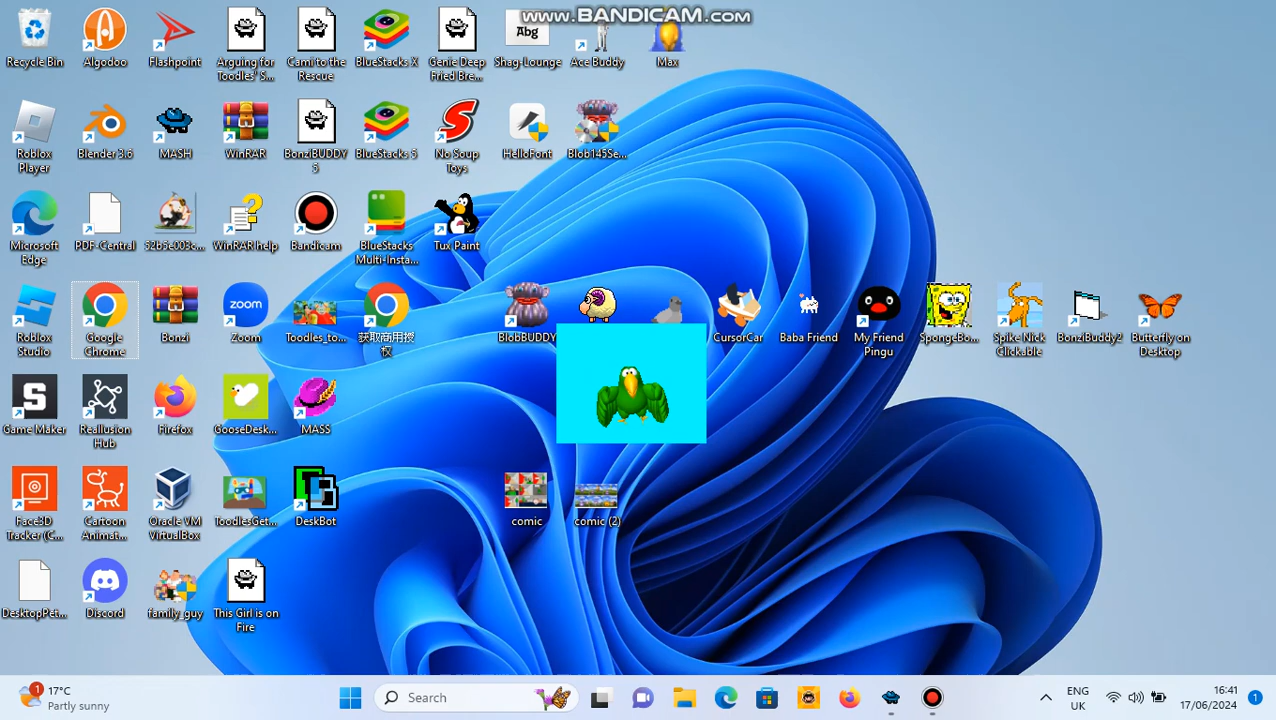 www.BANDICAM.com
Recycle Bin
Algodoo
Flashpoint
Arguing for
Toodles' S...
Cami to the
Rescue
BlueStacks X
Genie Deep
Fried Bre...
Abg
Shag-Lounge
Ace Buddy
Max
Roblox
Player
Blender 3.6
MASH
WinRAR
BonziBUDDY
5
BlueStacks 5
No Soup
Toys
HelloFont
Blob145Se...
Microsoft
Edge
PDF-Central
52b5e003c...
WinRAR help
Bandicam
BlueStacks
Multi-Insta...
Tux Paint
Roblox
Studio
Google
Chrome
Bonzi
Zoom
Toodles_to...
获取商用授
权
BlobBUDDY
CursorCar
Baba Friend
My Friend
Pingu
SpongeBo...
Spike Nick
Clickable
BonziBuddy2
Butterfly on
Desktop
Game Maker
Reallusion
Hub
Firefox
GooseDesk...
MASS
Face3D
Tracker (C...
Cartoon
Animat...
Oracle VM
VirtualBox
ToodlesGet...
DeskBot
comic
comic (2)
DesktopPet...
Discord
family_guy
This Girl is on
Fire
1
17°C
Partly sunny
Search
ENG
UK
16:41
17/06/2024
1